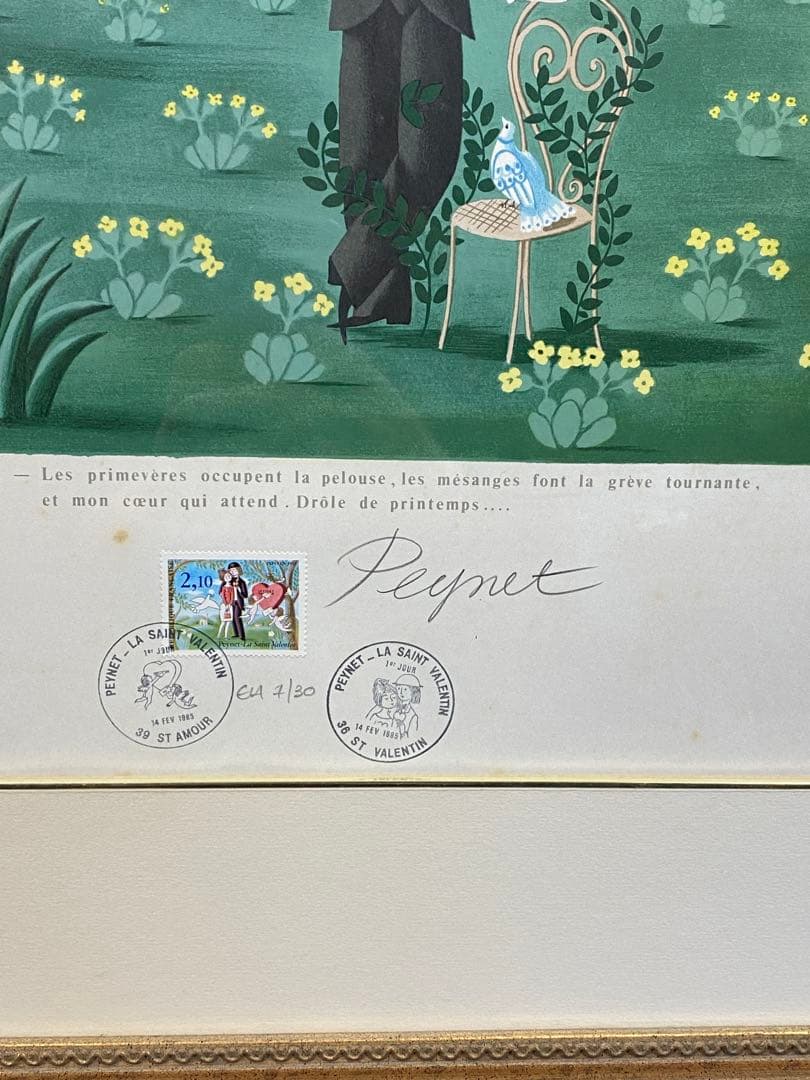 — Les primevères occupent la pelouse, les mésanges font la grève tournante,
et mon cœur qui attend. Drôle de printemps....
Peynet
2,10
Peynet-La Saint Valentin
PEYNET - LA SAINT VALENTIN
1er JOUR
14 FEV 1985
39 ST AMOUR
7/30
PEYNET - LA SAINT VALENTIN
1er JOUR
14 FEV 1985
36 ST VALENTIN